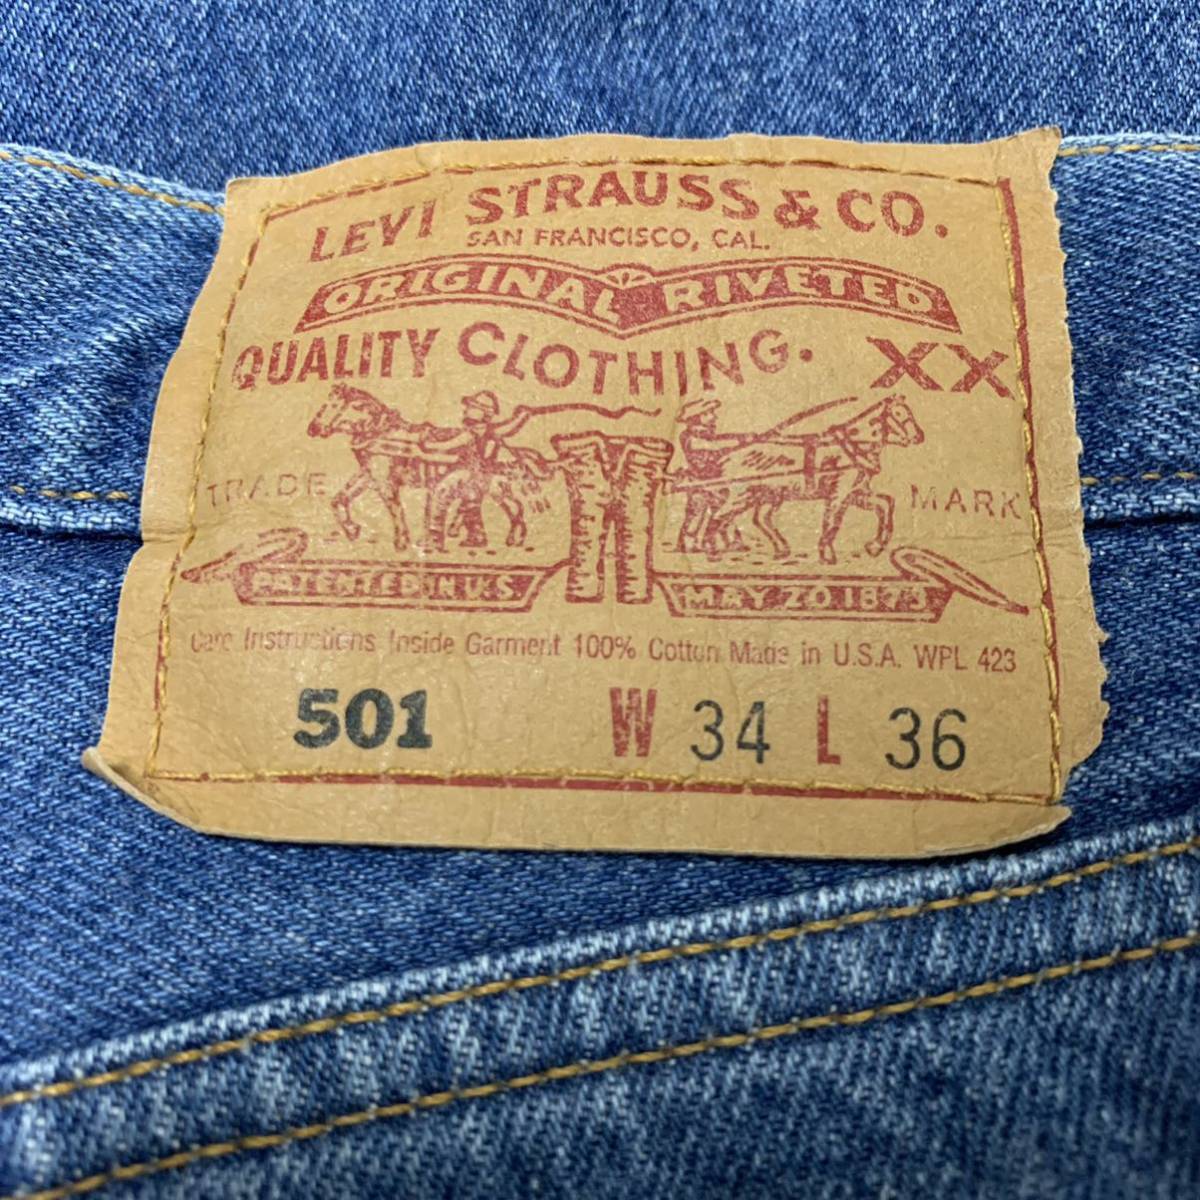 LEVI STRAUSS & CO.
SAN FRANCISCO, CAL.
ORIGINAL RIVETED
QUALITY CLOTHING. XX
TRADE MARK
PATENTED IN U.S. MAY 20 1873
Care Instructions Inside Garment 100% Cotton Made in U.S.A. WPL 423
501 W 34 L 36